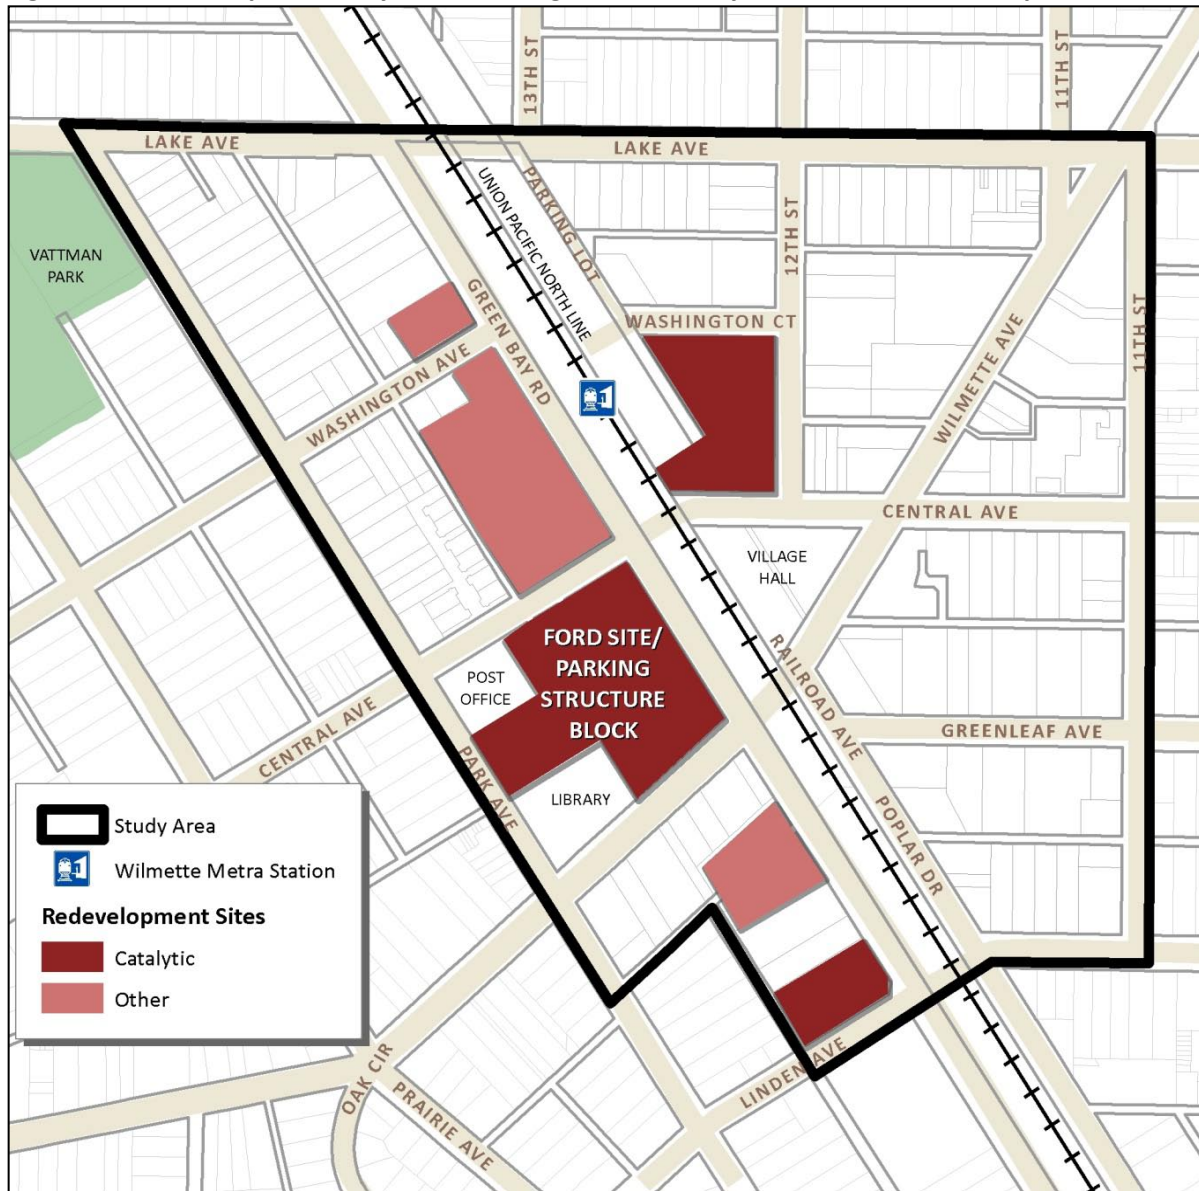 13TH ST
11TH ST
LAKE AVE
LAKE AVE
PARKING LOT
UNION PACIFIC NORTH LINE
12TH ST
VATTMAN
PARK
GREEN BAY RD
WASHINGTON CT
11TH ST
WASHINGTON AVE
WILMETTE AVE
CENTRAL AVE
VILLAGE
HALL
FORD SITE/
PARKING
STRUCTURE
BLOCK
POST
OFFICE
RAILROAD AVE
CENTRAL AVE
GREENLEAF AVE
PARK AVE
LIBRARY
POPLAR DR
Study Area
Wilmette Metra Station
Redevelopment Sites
Catalytic
Other
LINDEN AVE
OAK CIR
PRAIRIE AVE